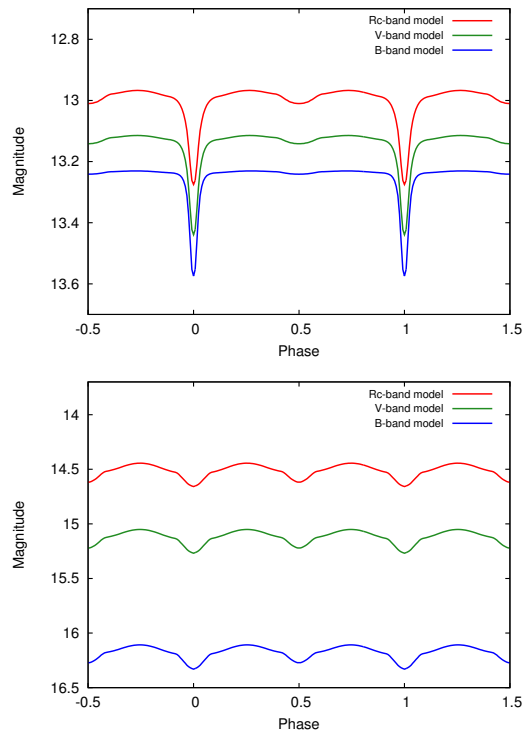 12.8
13
13.2
13.4
13.6
-0.5
0
0.5
1
1.5
Magnitude
Phase
Rc-band model
V-band model
B-band model
14
14.5
15
15.5
16
16.5
-0.5
0
0.5
1
1.5
Magnitude
Phase
Rc-band model
V-band model
B-band model